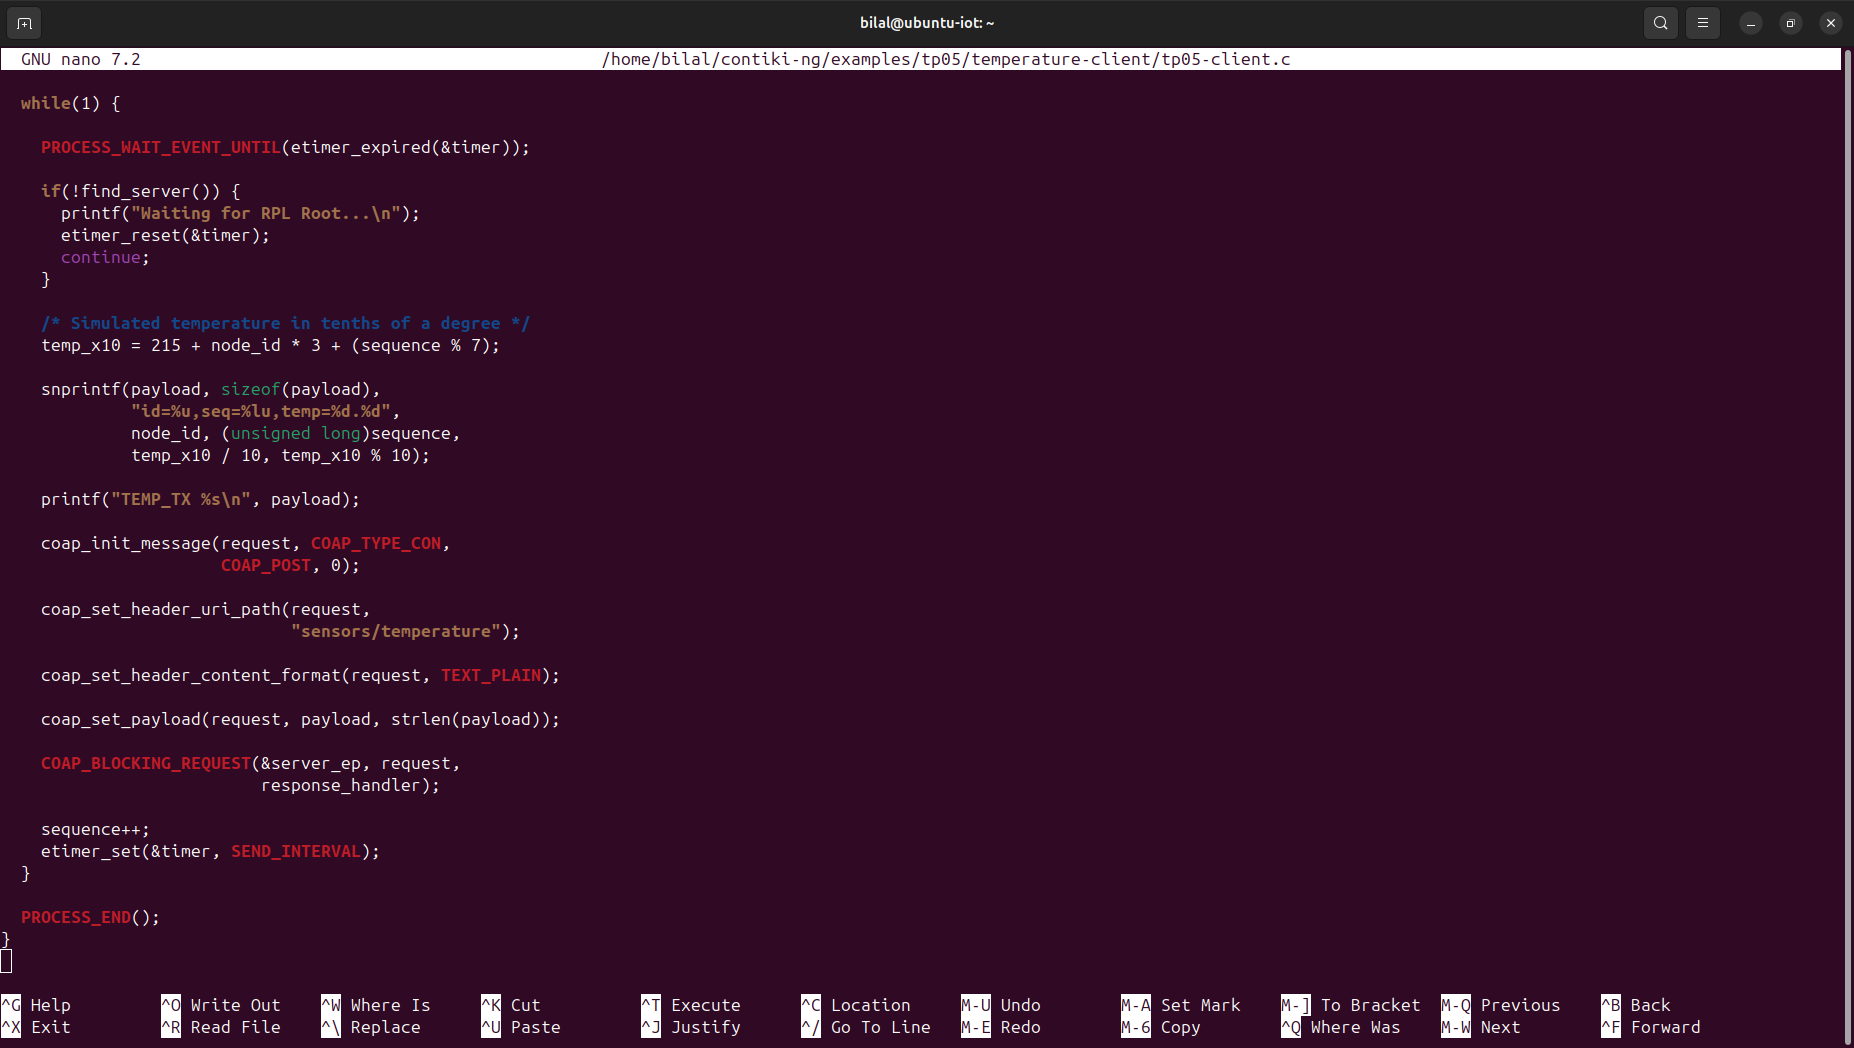 bilal@ubuntu-iot: ~
GNU nano 7.2 /home/bilal/contiki-ng/examples/tp05/temperature-client/tp05-client.c
while(1) {
PROCESS_WAIT_EVENT_UNTIL(etimer_expired(&timer));
if(!find_server()) {
printf("Waiting for RPL Root...\n");
etimer_reset(&timer);
continue;
}
/* Simulated temperature in tenths of a degree */
temp_x10 = 215 + node_id * 3 + (sequence % 7);
snprintf(payload, sizeof(payload),
"id=%u,seq=%lu,temp=%d.%d",
node_id, (unsigned long)sequence,
temp_x10 / 10, temp_x10 % 10);
printf("TEMP_TX %s\n", payload);
coap_init_message(request, COAP_TYPE_CON,
COAP_POST, 0);
coap_set_header_uri_path(request,
"sensors/temperature");
coap_set_header_content_format(request, TEXT_PLAIN);
coap_set_payload(request, payload, strlen(payload));
COAP_BLOCKING_REQUEST(&server_ep, request,
response_handler);
sequence++;
etimer_set(&timer, SEND_INTERVAL);
}
PROCESS_END();
}
^G Help ^O Write Out ^W Where Is ^K Cut ^T Execute ^C Location M-U Undo M-A Set Mark M-] To Bracket M-Q Previous ^B Back
^X Exit ^R Read File ^\ Replace ^U Paste ^J Justify ^/ Go To Line M-E Redo M-6 Copy ^Q Where Was M-W Next ^F Forward